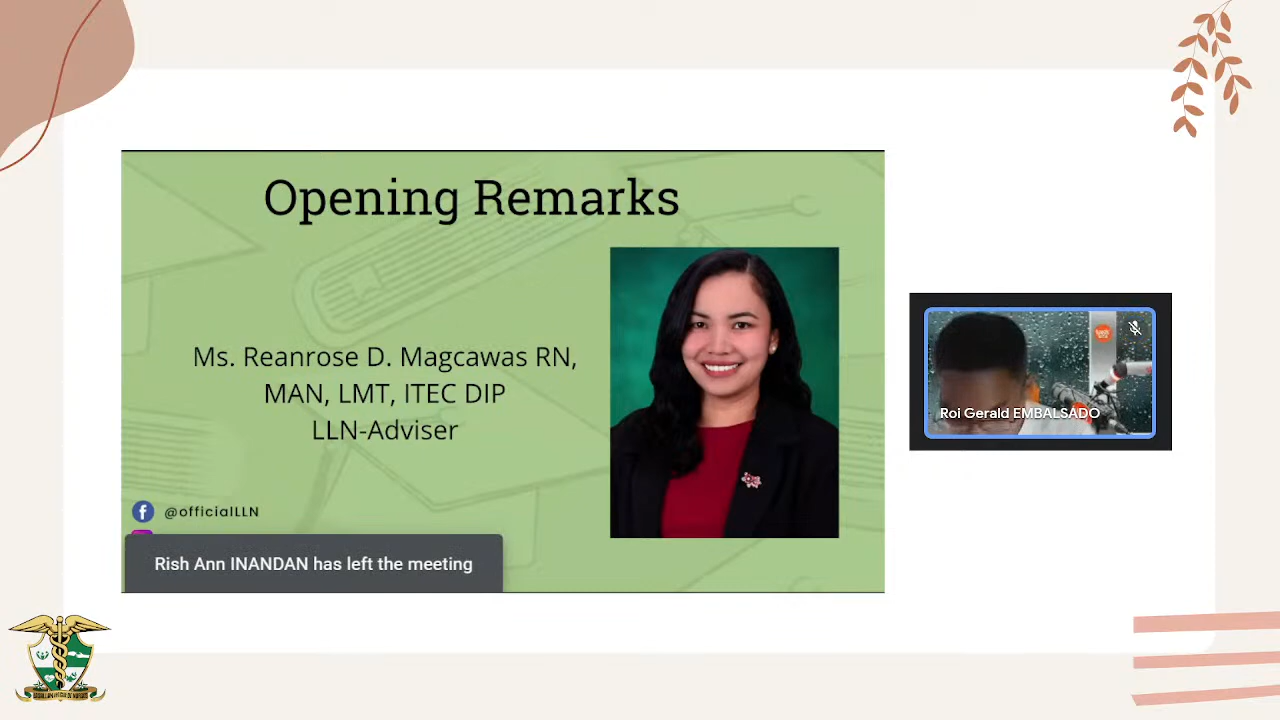 Opening Remarks
Ms. Reanrose D. Magcawas RN,
MAN, LMT, ITEC DIP
LLN-Adviser
@officialLLN
Rish Ann INANDAN has left the meeting
Roi Gerald EMBALSADO